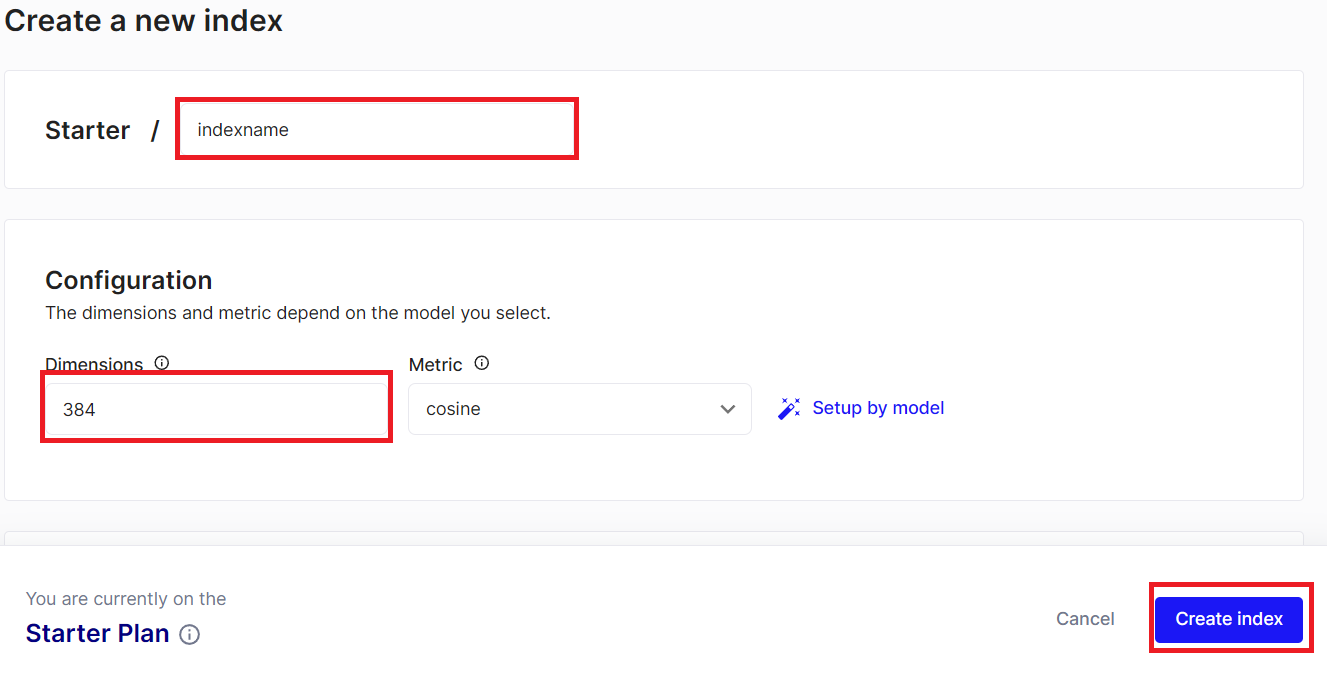 Create a new index
Starter / indexname
Configuration
The dimensions and metric depend on the model you select.
Dimensions Metric
384 cosine Setup by model
You are currently on the
Starter Plan
Cancel Create index